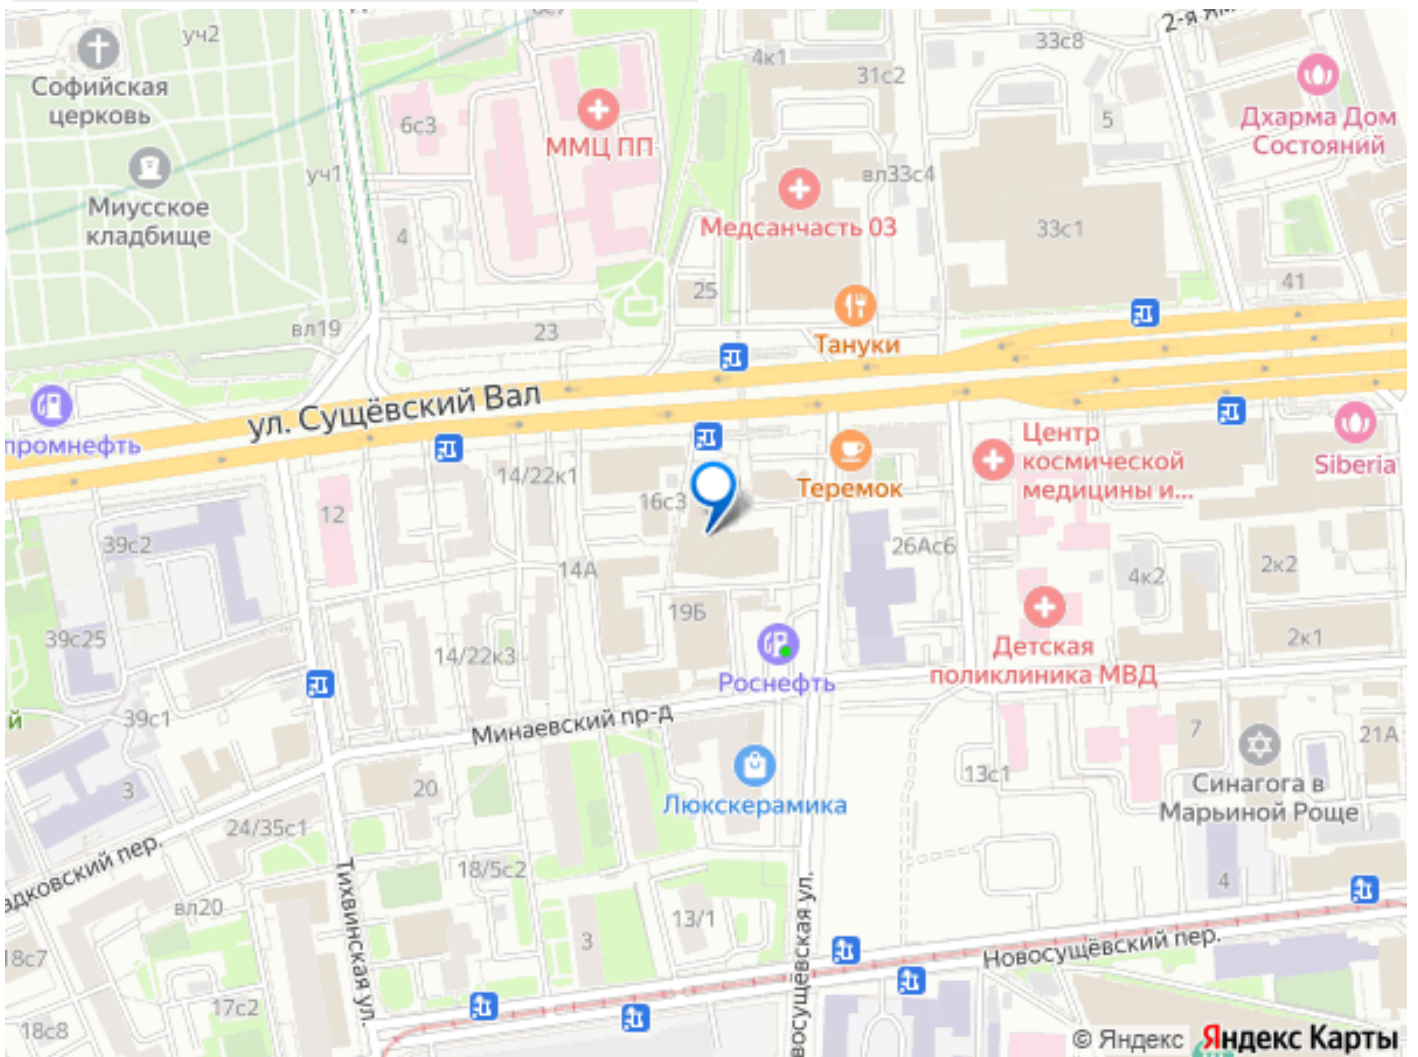 2-я Ям
уч2
Софийская
церковь
4к1
33с8
31с2
Дхарма Дом
Состояний
6с3
ММЦ ПП
5
уч1
вл33с4
Миусское
кладбище
4
Медсанчасть 03
33с1
25
41
вл19
23
Тануки
ул. Сущёвский Вал
промнефть
Центр
космической
медицины и...
Siberia
14/22к1
16с3
Теремок
12
39с2
26Ас6
14А
4к2
2к2
19Б
39с25
14/22к3
Детская
поликлиника МВД
2к1
Роснефть
й
39с1
Минаевский пр-д
7
21А
3
20
Люкскерамика
13с1
Синагога в
Марьиной Роще
24/35с1
адковский пер.
Тихвинская ул.
18/5с2
вл20
13/1
4
3
восущёвская ул.
Новосущёвский пер.
18с7
17с2
18с8
© Яндекс Яндекс Карты